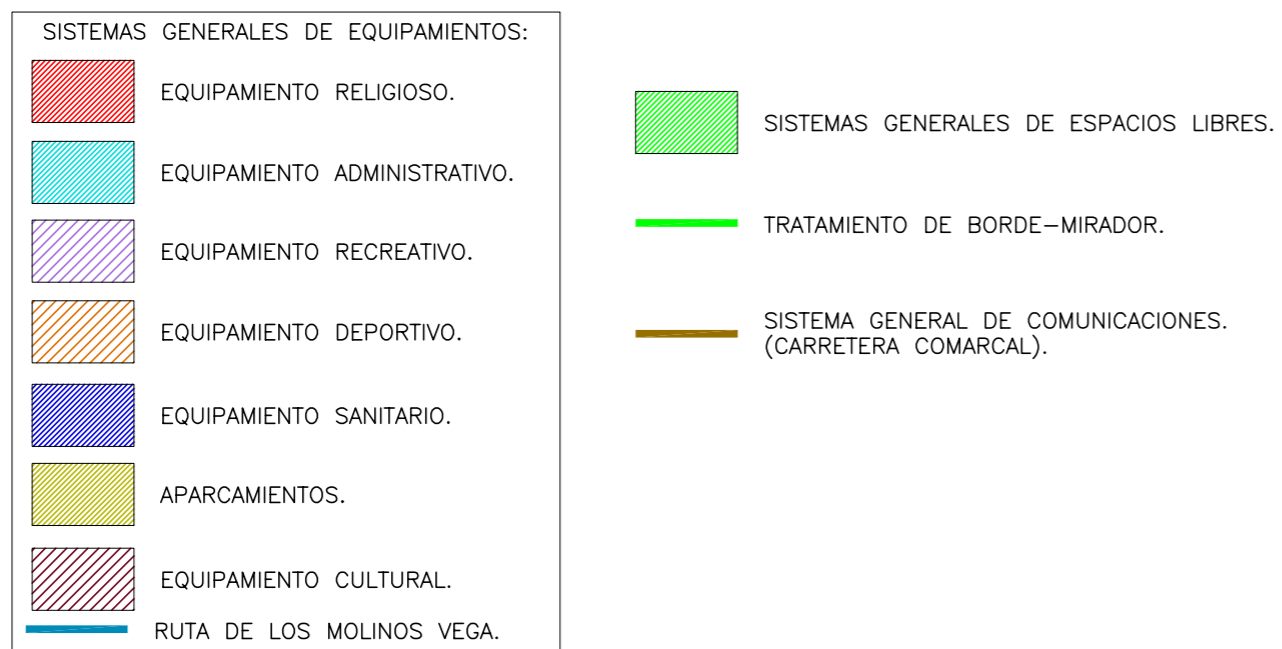 SISTEMAS GENERALES DE EQUIPAMIENTOS:
EQUIPAMIENTO RELIGIOSO.
EQUIPAMIENTO ADMINISTRATIVO.
EQUIPAMIENTO RECREATIVO.
EQUIPAMIENTO DEPORTIVO.
EQUIPAMIENTO SANITARIO.
APARCAMIENTOS.
EQUIPAMIENTO CULTURAL.
RUTA DE LOS MOLINOS VEGA.
SISTEMAS GENERALES DE ESPACIOS LIBRES.
TRATAMIENTO DE BORDE-MIRADOR.
SISTEMA GENERAL DE COMUNICACIONES.
(CARRETERA COMARCAL).